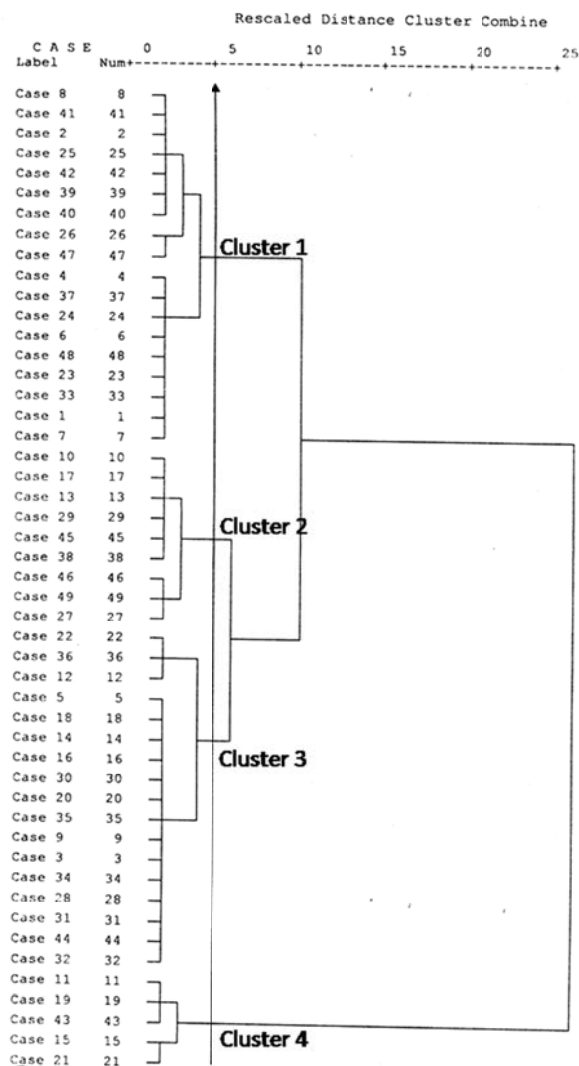 Rescaled Distance Cluster Combine
C A S E 0 5 10 15 20 25
Label Num +---------+---------+---------+---------+---------+
Case 8 8
Case 41 41
Case 2 2
Case 25 25
Case 42 42
Case 39 39
Case 40 40
Case 26 26
Cluster 1
Case 47 47
Case 4 4
Case 37 37
Case 24 24
Case 6 6
Case 48 48
Case 23 23
Case 33 33
Case 1 1
Case 7 7
Case 10 10
Case 17 17
Case 13 13
Case 29 29
Cluster 2
Case 45 45
Case 38 38
Case 46 46
Case 49 49
Case 27 27
Case 22 22
Case 36 36
Case 12 12
Case 5 5
Case 18 18
Case 14 14
Case 16 16
Cluster 3
Case 30 30
Case 20 20
Case 35 35
Case 9 9
Case 3 3
Case 34 34
Case 28 28
Case 31 31
Case 44 44
Case 32 32
Case 11 11
Case 19 19
Case 43 43
Case 15 15
Cluster 4
Case 21 21